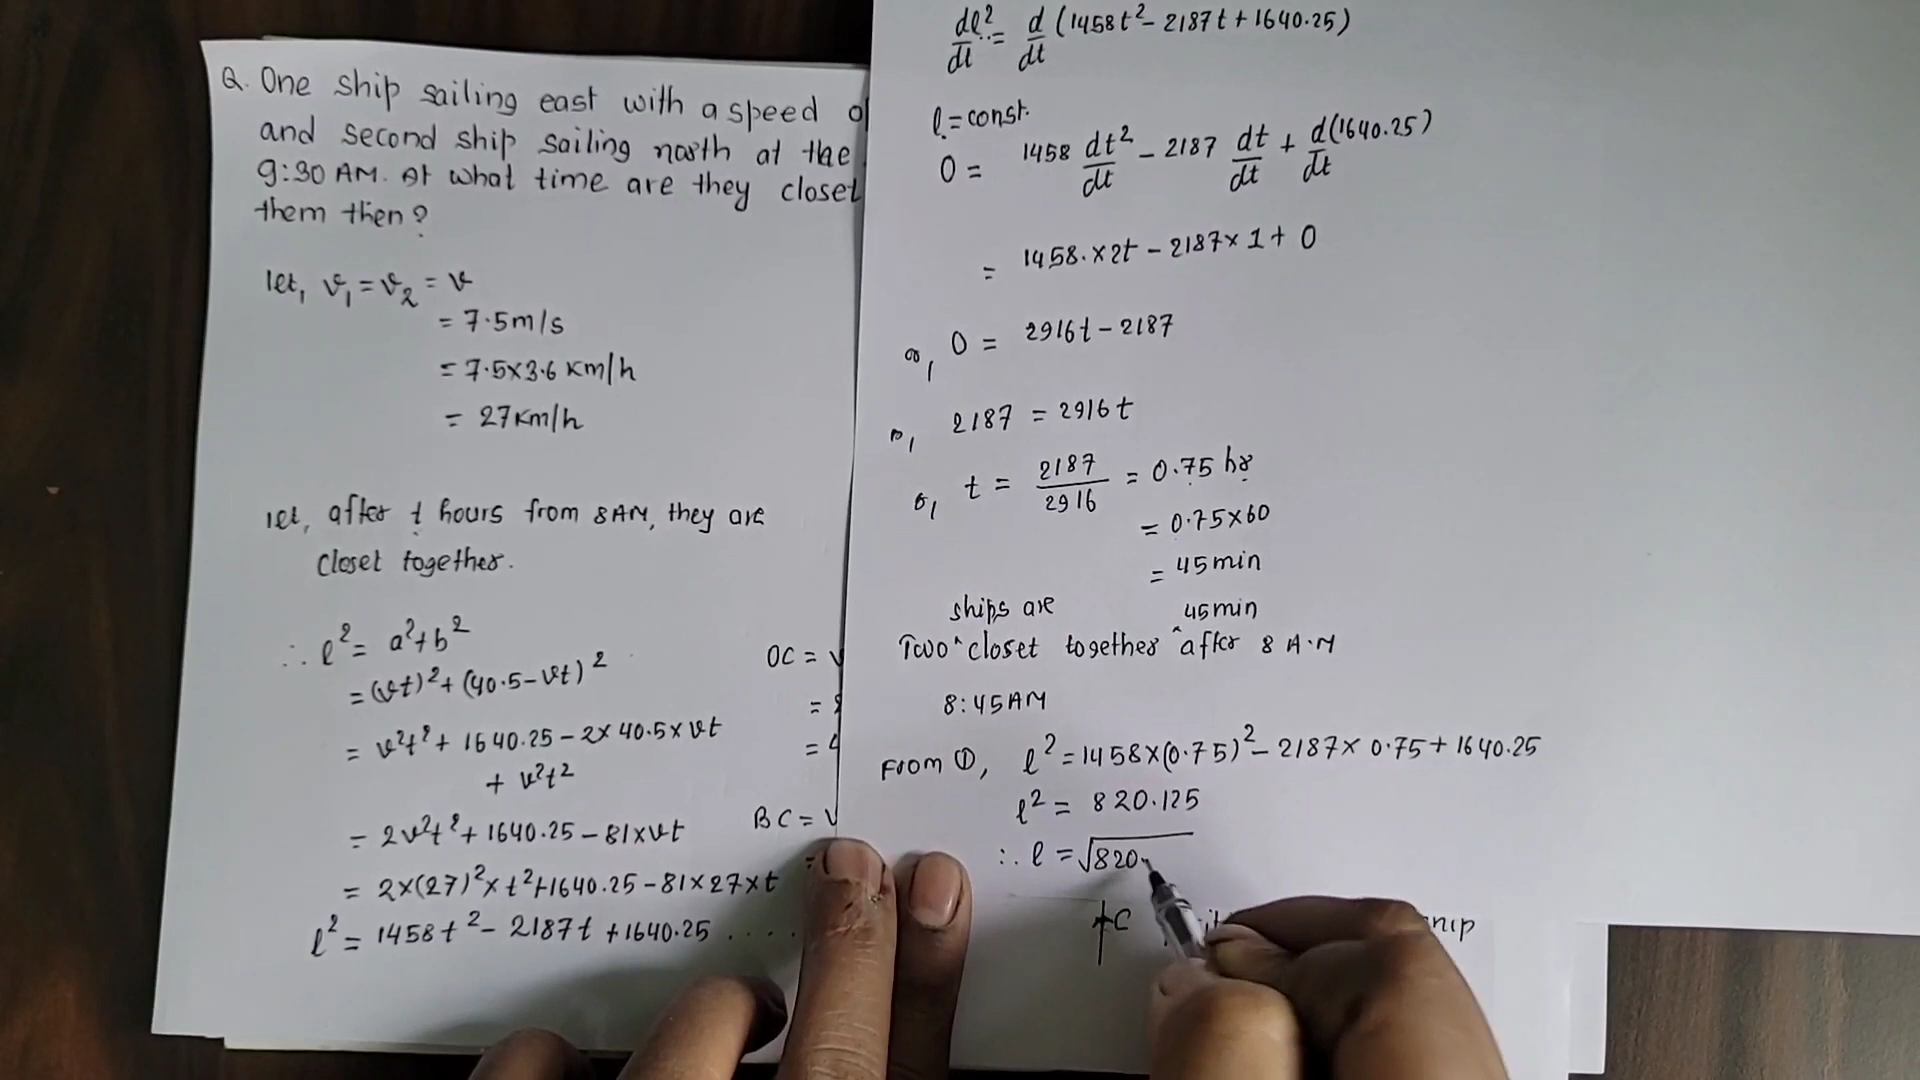 Q. One ship sailing east with a speed of
and second ship sailing north at the
9:30 AM. At what time are they closet
them then?
let, v₁ = v₂ = v
= 7.5m/s
= 7.5×3.6 Km/h
= 27Km/h
let, after t hours from 8AM, they are
closet together.
∴ l² = a²+b²
= (vt)²+(40.5-vt)²
= v²t²+1640.25-2×40.5×vt
+ v²t²
= 2v²t²+1640.25-81×vt
= 2×(27)²×t²+1640.25-81×27×t
l² = 1458t²-2187t+1640.25 ....
OC = v
=
= 4
BC = v
=
dl²/dt = d/dt (1458t²-2187t+1640.25)
l = const.
0 = 1458 dt²/dt - 2187 dt/dt + d(1640.25)/dt
= 1458.×2t - 2187×1+0
or, 0 = 2916t-2187
or, 2187 = 2916t
or, t = 2187/2916 = 0.75 hr
= 0.75×60
= 45min
ships are 45min
Two^closet together^after 8 A.M
8:45AM
From ①, l² = 1458×(0.75)²-2187×0.75+1640.25
l² = 820.125
∴ l = √820.
C